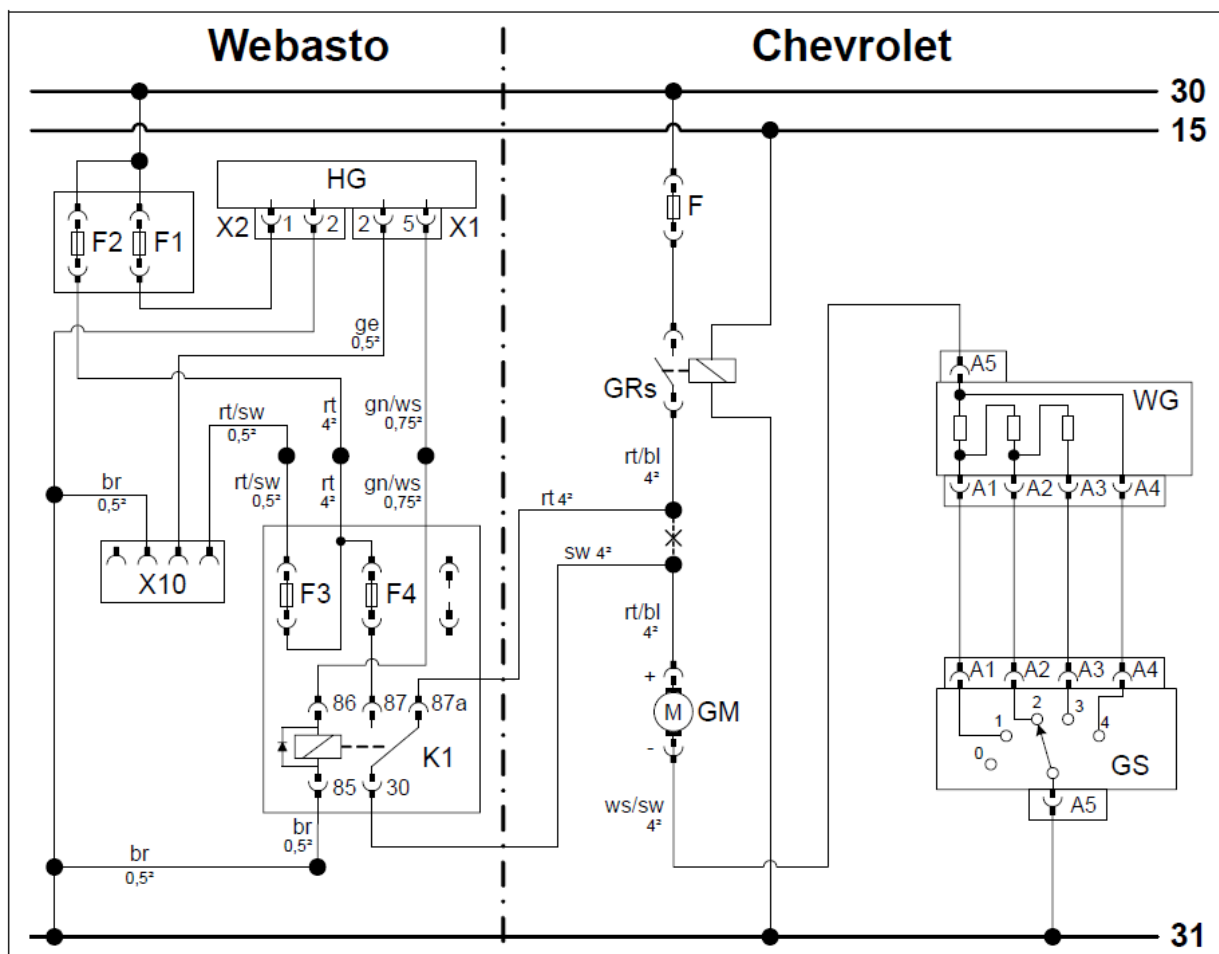 Webasto
Chevrolet
30
15
HG
X2 1 2 2 5 X1
F2 F1
F
ge
0,5²
GRs
A5
WG
rt/sw
0,5²
rt
4²
gn/ws
0,75²
rt/bl
4²
A1 A2 A3 A4
br
0,5²
rt/sw
0,5²
rt
4²
gn/ws
0,75²
rt 4²
sw 4²
X10
F3 F4
rt/bl
4²
A1 A2 A3 A4
+
M GM
-
86 87 87a
K1
85 30
0 1 2 3 4
GS
A5
ws/sw
4²
br
0,5²
br
0,5²
31